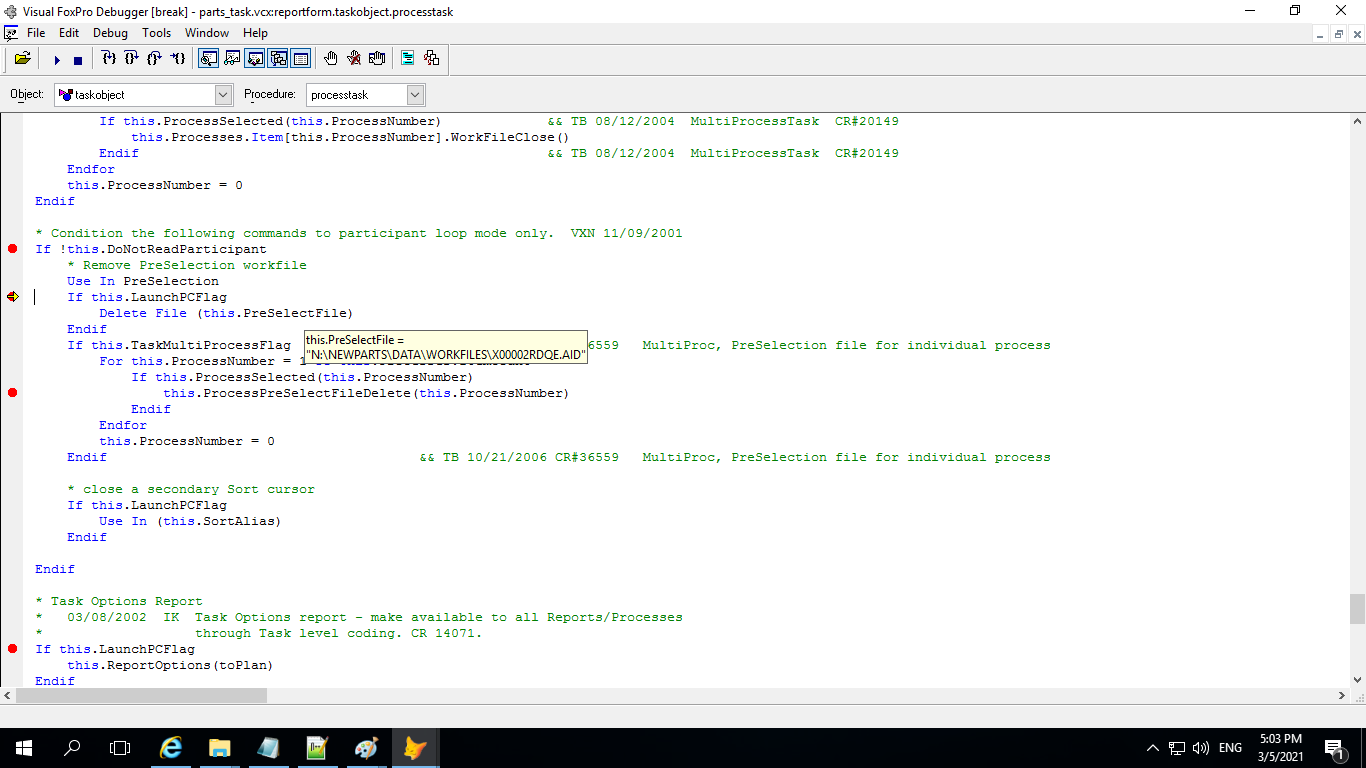 Visual FoxPro Debugger [break] - parts_task.vcx:reportform.taskobject.processtask
File Edit Debug Tools Window Help
Object: taskobject Procedure: processtask
If this.ProcessSelected(this.ProcessNumber) && TB 08/12/2004 MultiProcessTask CR#20149
this.Processes.Item[this.ProcessNumber].WorkFileClose()
Endif && TB 08/12/2004 MultiProcessTask CR#20149
Endfor
this.ProcessNumber = 0
Endif
* Condition the following commands to participant loop mode only. VXN 11/09/2001
If !this.DoNotReadParticipant
* Remove PreSelection workfile
Use In PreSelection
If this.LaunchPCFlag
Delete File (this.PreSelectFile)
Endif
this.PreSelectFile =
"N:\NEWPARTS\DATA\WORKFILES\X00002RDQE.AID"
If this.TaskMultiProcessFlag 6559 MultiProc, PreSelection file for individual process
For this.ProcessNumber = 1
If this.ProcessSelected(this.ProcessNumber)
this.ProcessPreSelectFileDelete(this.ProcessNumber)
Endif
Endfor
this.ProcessNumber = 0
Endif && TB 10/21/2006 CR#36559 MultiProc, PreSelection file for individual process
* close a secondary Sort cursor
If this.LaunchPCFlag
Use In (this.SortAlias)
Endif
Endif
* Task Options Report
* 03/08/2002 IK Task Options report - make available to all Reports/Processes
* through Task level coding. CR 14071.
If this.LaunchPCFlag
this.ReportOptions(toPlan)
Endif
ENG
5:03 PM
3/5/2021
1